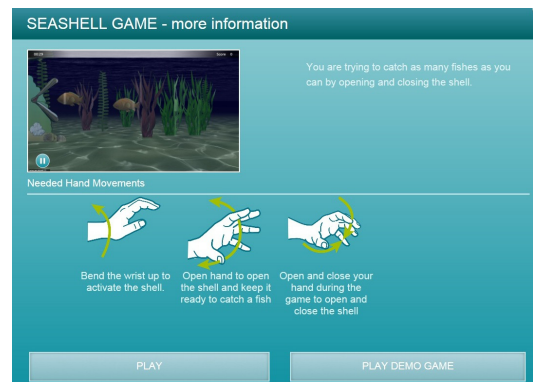 SEASHELL GAME - more information
00:29
Score 0
You are trying to catch as many fishes as you
can by opening and closing the shell.
Needed Hand Movements
Bend the wrist up to
activate the shell.
Open hand to open
the shell and keep it
ready to catch a fish
Open and close your
hand during the
game to open and
close the shell
PLAY
PLAY DEMO GAME